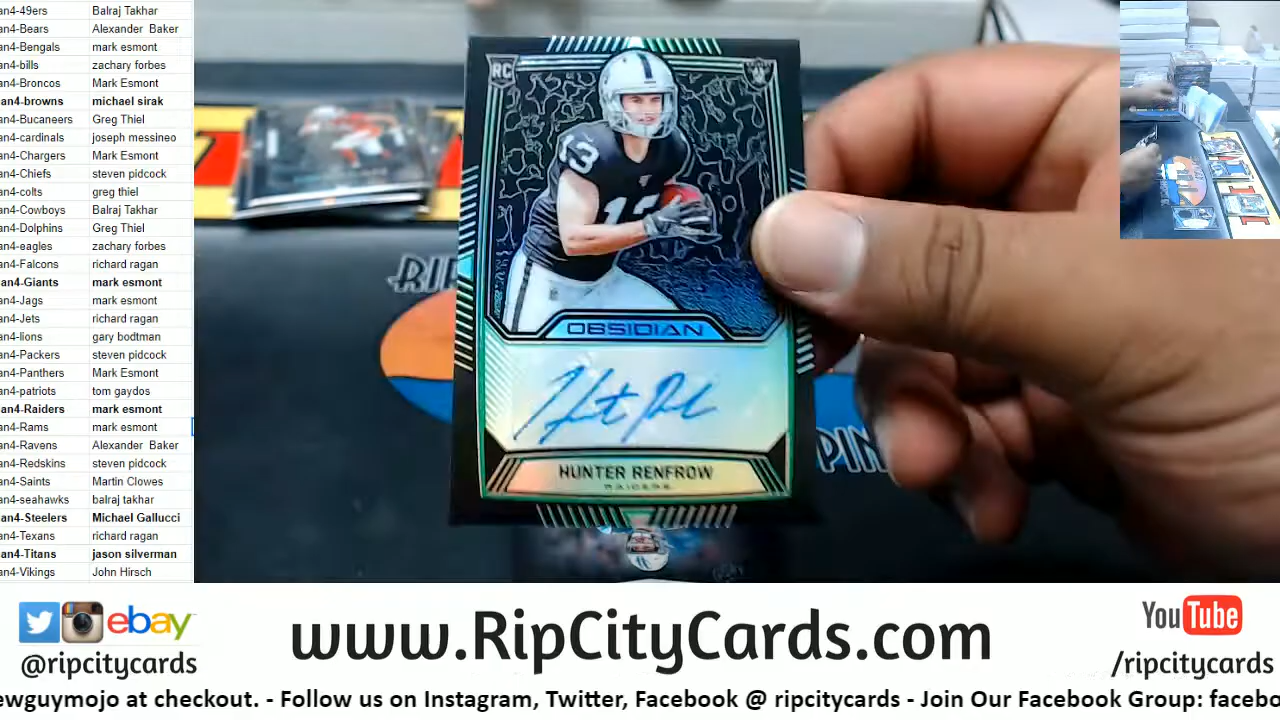 an4-49ers Balraj Takhar
an4-Bears Alexander Baker
an4-Bengals mark esmont
an4-bills zachary forbes
an4-Broncos Mark Esmont
an4-browns michael sirak
an4-Bucaneers Greg Thiel
an4-cardinals joseph messineo
an4-Chargers Mark Esmont
an4-Chiefs steven pidcock
an4-colts greg thiel
an4-Cowboys Balraj Takhar
an4-Dolphins Greg Thiel
an4-eagles zachary forbes
an4-Falcons richard ragan
an4-Giants mark esmont
an4-Jags mark esmont
an4-Jets richard ragan
an4-lions gary bodtman
an4-Packers steven pidcock
an4-Panthers Mark Esmont
an4-patriots tom gaydos
an4-Raiders mark esmont
an4-Rams mark esmont
an4-Ravens Alexander Baker
an4-Redskins steven pidcock
an4-Saints Martin Clowes
an4-seahawks balraj takhar
an4-Steelers Michael Gallucci
an4-Texans richard ragan
an4-Titans jason silverman
an4-Vikings John Hirsch
RC
13
OBSIDIAN
HUNTER RENFROW
RAIDERS
RIP
PIN
ebay
@ripcitycards
www.RipCityCards.com
YouTube
/ripcitycards
ewguymojo at checkout. - Follow us on Instagram, Twitter, Facebook @ ripcitycards - Join Our Facebook Group: facebo